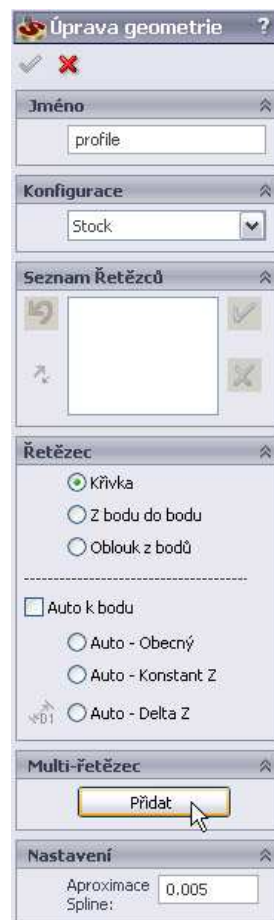 Úprava geometrie ?
Jméno
profile
Konfigurace
Stock
Seznam Řetězců
Řetězec
Křivka
Z bodu do bodu
Oblouk z bodů
Auto k bodu
Auto - Obecný
Auto - Konstant Z
Auto - Delta Z
Multi-řetězec
Přidat
Nastavení
Aproximace
Spline:
0.005